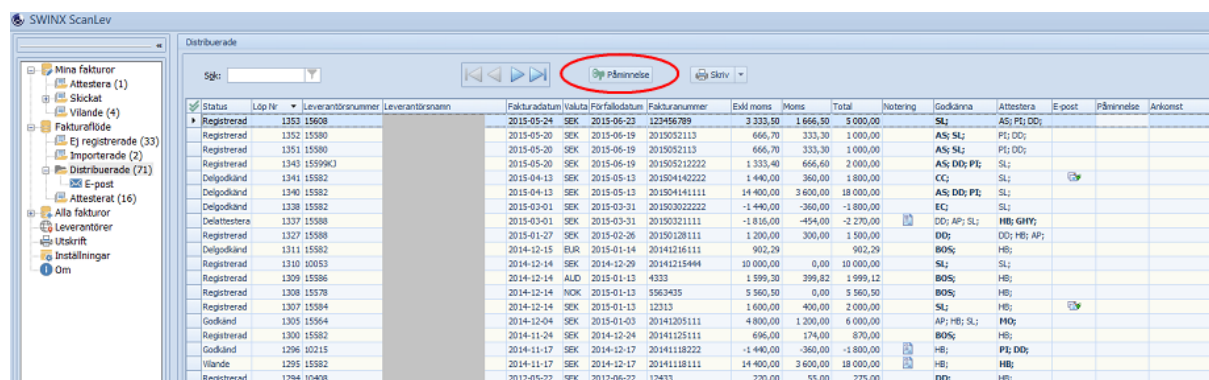 SWINX ScanLev
Distribuerade
Mina fakturor
Attestera (1)
Skickat
Vilande (4)
Fakturaflöde
Ej registrerade (33)
Importerade (2)
Distribuerade (71)
E-post
Attesterat (16)
Alla fakturor
Leverantörer
Utskrift
Inställningar
Om
Sök:
Påminnelse
Skriv
Status Löp Nr Leverantörsnummer Leverantörsnamn Fakturadatum Valuta Förfallodatum Fakturanummer Exkl moms Moms Total Notering Godkänna Attestera E-post Påminnelse Ankomst
Registrerad 1353 15608 2015-05-24 SEK 2015-06-23 123456789 3 333,50 1 666,50 5 000,00 SL; AS; PI; DD;
Registrerad 1352 15580 2015-05-20 SEK 2015-06-19 2015052113 666,70 333,30 1 000,00 AS; SL; PI; DD;
Registrerad 1351 15580 2015-05-20 SEK 2015-06-19 2015052113 666,70 333,30 1 000,00 AS; SL; PI; DD;
Registrerad 1343 15599KJ 2015-05-20 SEK 2015-06-19 201505212222 1 333,40 666,60 2 000,00 AS; DD; PI; SL;
Delgodkänd 1341 15582 2015-04-13 SEK 2015-05-13 201504142222 1 440,00 360,00 1 800,00 CC; SL;
Delgodkänd 1340 15582 2015-04-13 SEK 2015-05-13 201504141111 14 400,00 3 600,00 18 000,00 AS; DD; PI; SL;
Delgodkänd 1338 15582 2015-03-01 SEK 2015-03-31 201503022222 -1 440,00 -360,00 -1 800,00 EC; SL;
Delattestera 1337 15588 2015-03-01 SEK 2015-03-31 20150321111 -1 816,00 -454,00 -2 270,00 DD; AP; SL; HB; GHY;
Registrerad 1327 15588 2015-01-27 SEK 2015-02-26 20150128111 1 200,00 300,00 1 500,00 DD; DD; HB; AP;
Delgodkänd 1311 15582 2014-12-15 EUR 2015-01-14 20141216111 902,29 902,29 BOS; HB;
Registrerad 1310 10053 2014-12-14 SEK 2014-12-29 20141215444 10 000,00 0,00 10 000,00 SL; SL;
Registrerad 1309 15586 2014-12-14 AUD 2015-01-13 4333 1 599,30 399,82 1 999,12 BOS; HB;
Registrerad 1308 15578 2014-12-14 NOK 2015-01-13 5563435 5 560,50 0,00 5 560,50 BOS; HB;
Registrerad 1307 15584 2014-12-14 SEK 2015-01-13 12313 1 600,00 400,00 2 000,00 SL; HB;
Godkänd 1305 15564 2014-12-04 SEK 2015-01-03 20141205111 4 800,00 1 200,00 6 000,00 AP; HB; SL; MO;
Registrerad 1300 15582 2014-11-24 SEK 2014-12-24 20141125111 696,00 174,00 870,00 BOS; HB;
Godkänd 1296 10215 2014-11-17 SEK 2014-12-17 20141118222 -1 440,00 -360,00 -1 800,00 HB; PI; DD;
Vilande 1295 15582 2014-11-17 SEK 2014-12-17 20141118111 14 400,00 3 600,00 18 000,00 HB; HB;
Registrerad 1294 10408 2012-05-22 SEK 2012-06-22 12433 220,00 55,00 275,00 DD; HB;